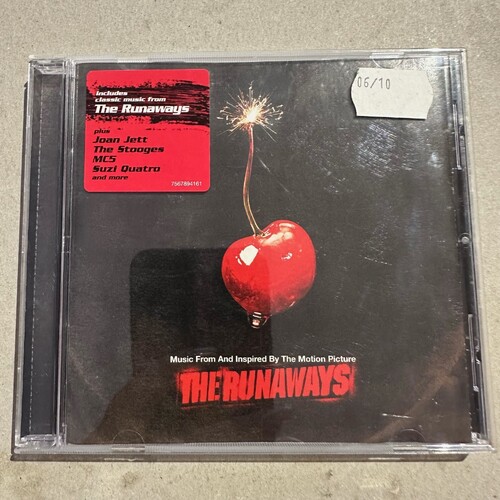 includes
classic music from
The Runaways
plus
Joan Jett
The Stooges
MC5
Suzi Quatro
and more
7567894161
06/10
Music From And Inspired By The Motion Picture
THE RUNAWAYS